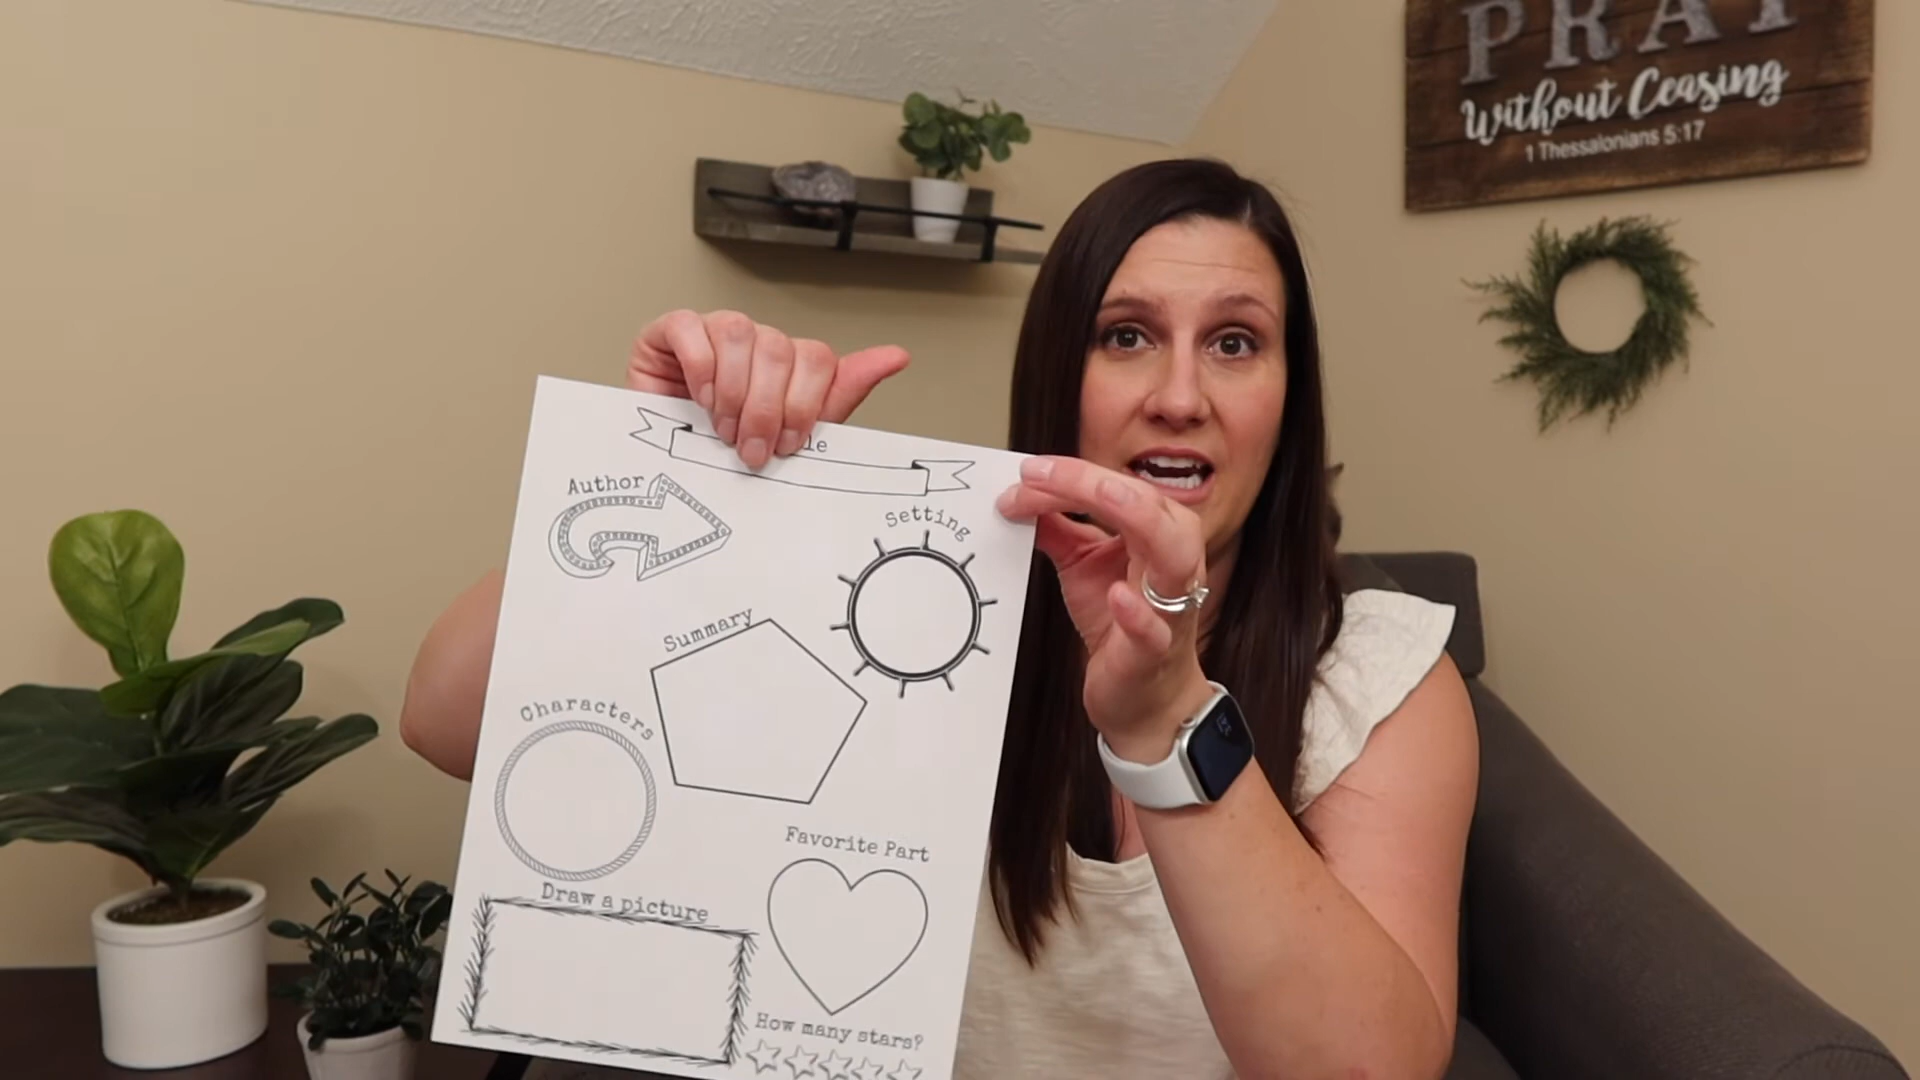 PRAY
Without Ceasing
1 Thessalonians 5:17
Author
Setting
Summary
Characters
Favorite Part
Draw a picture
How many stars?